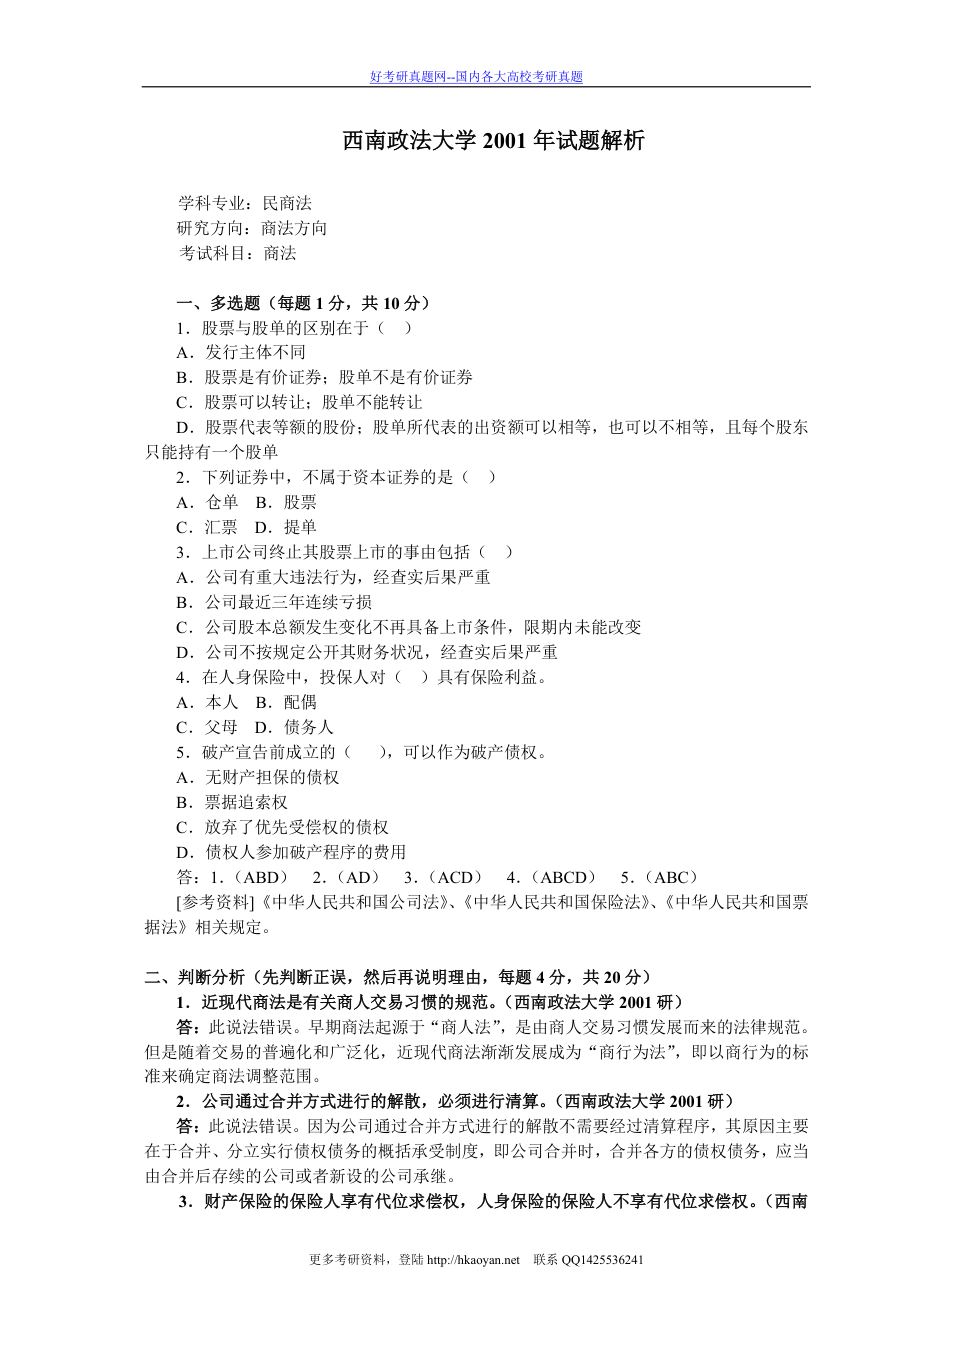 好考研真题网--国内各大高校考研真题
西南政法大学 2001 年试题解析
学科专业：民商法
研究方向：商法方向
考试科目：商法
一、多选题（每题 1 分，共 10 分）
1．股票与股单的区别在于（　）
A．发行主体不同
B．股票是有价证券；股单不是有价证券
C．股票可以转让；股单不能转让
D．股票代表等额的股份；股单所代表的出资额可以相等，也可以不相等，且每个股东
只能持有一个股单
2．下列证券中，不属于资本证券的是（　）
A．仓单　B．股票
C．汇票　D．提单
3．上市公司终止其股票上市的事由包括（　）
A．公司有重大违法行为，经查实后果严重
B．公司最近三年连续亏损
C．公司股本总额发生变化不再具备上市条件，限期内未能改变
D．公司不按规定公开其财务状况，经查实后果严重
4．在人身保险中，投保人对（　）具有保险利益。
A．本人　B．配偶
C．父母　D．债务人
5．破产宣告前成立的（　），可以作为破产债权。
A．无财产担保的债权
B．票据追索权
C．放弃了优先受偿权的债权
D．债权人参加破产程序的费用
答：1．（ABD）　2．（AD）　3．（ACD）　4．（ABCD）　5．（ABC）
[参考资料]《中华人民共和国公司法》、《中华人民共和国保险法》、《中华人民共和国票
据法》相关规定。
二、判断分析（先判断正误，然后再说明理由，每题 4 分，共 20 分）
1．近现代商法是有关商人交易习惯的规范。（西南政法大学 2001 研）
答：此说法错误。早期商法起源于“商人法”，是由商人交易习惯发展而来的法律规范。
但是随着交易的普遍化和广泛化，近现代商法渐渐发展成为“商行为法”，即以商行为的标
准来确定商法调整范围。
2．公司通过合并方式进行的解散，必须进行清算。（西南政法大学 2001 研）
答：此说法错误。因为公司通过合并方式进行的解散不需要经过清算程序，其原因主要
在于合并、分立实行债权债务的概括承受制度，即公司合并时，合并各方的债权债务，应当
由合并后存续的公司或者新设的公司承继。
3．财产保险的保险人享有代位求偿权，人身保险的保险人不享有代位求偿权。（西南
更多考研资料，登陆 http://hkaoyan.net　联系 QQ1425536241